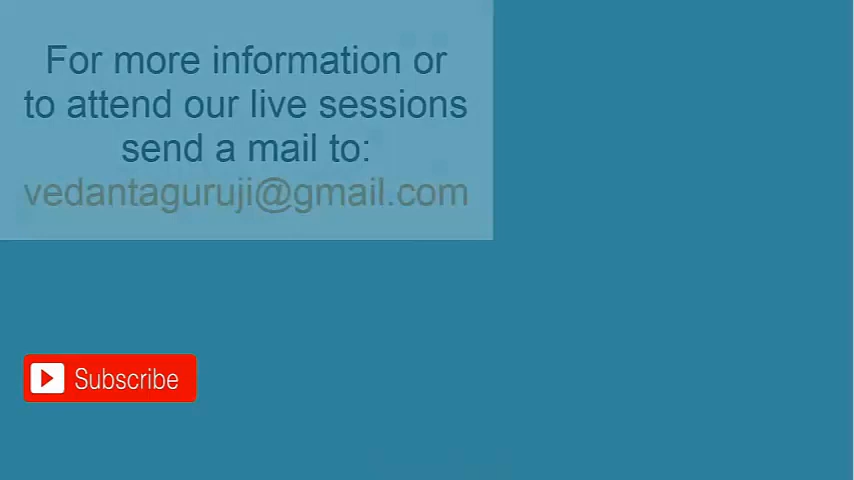 For more information or
to attend our live sessions
send a mail to:
vedantaguruji@gmail.com
Subscribe